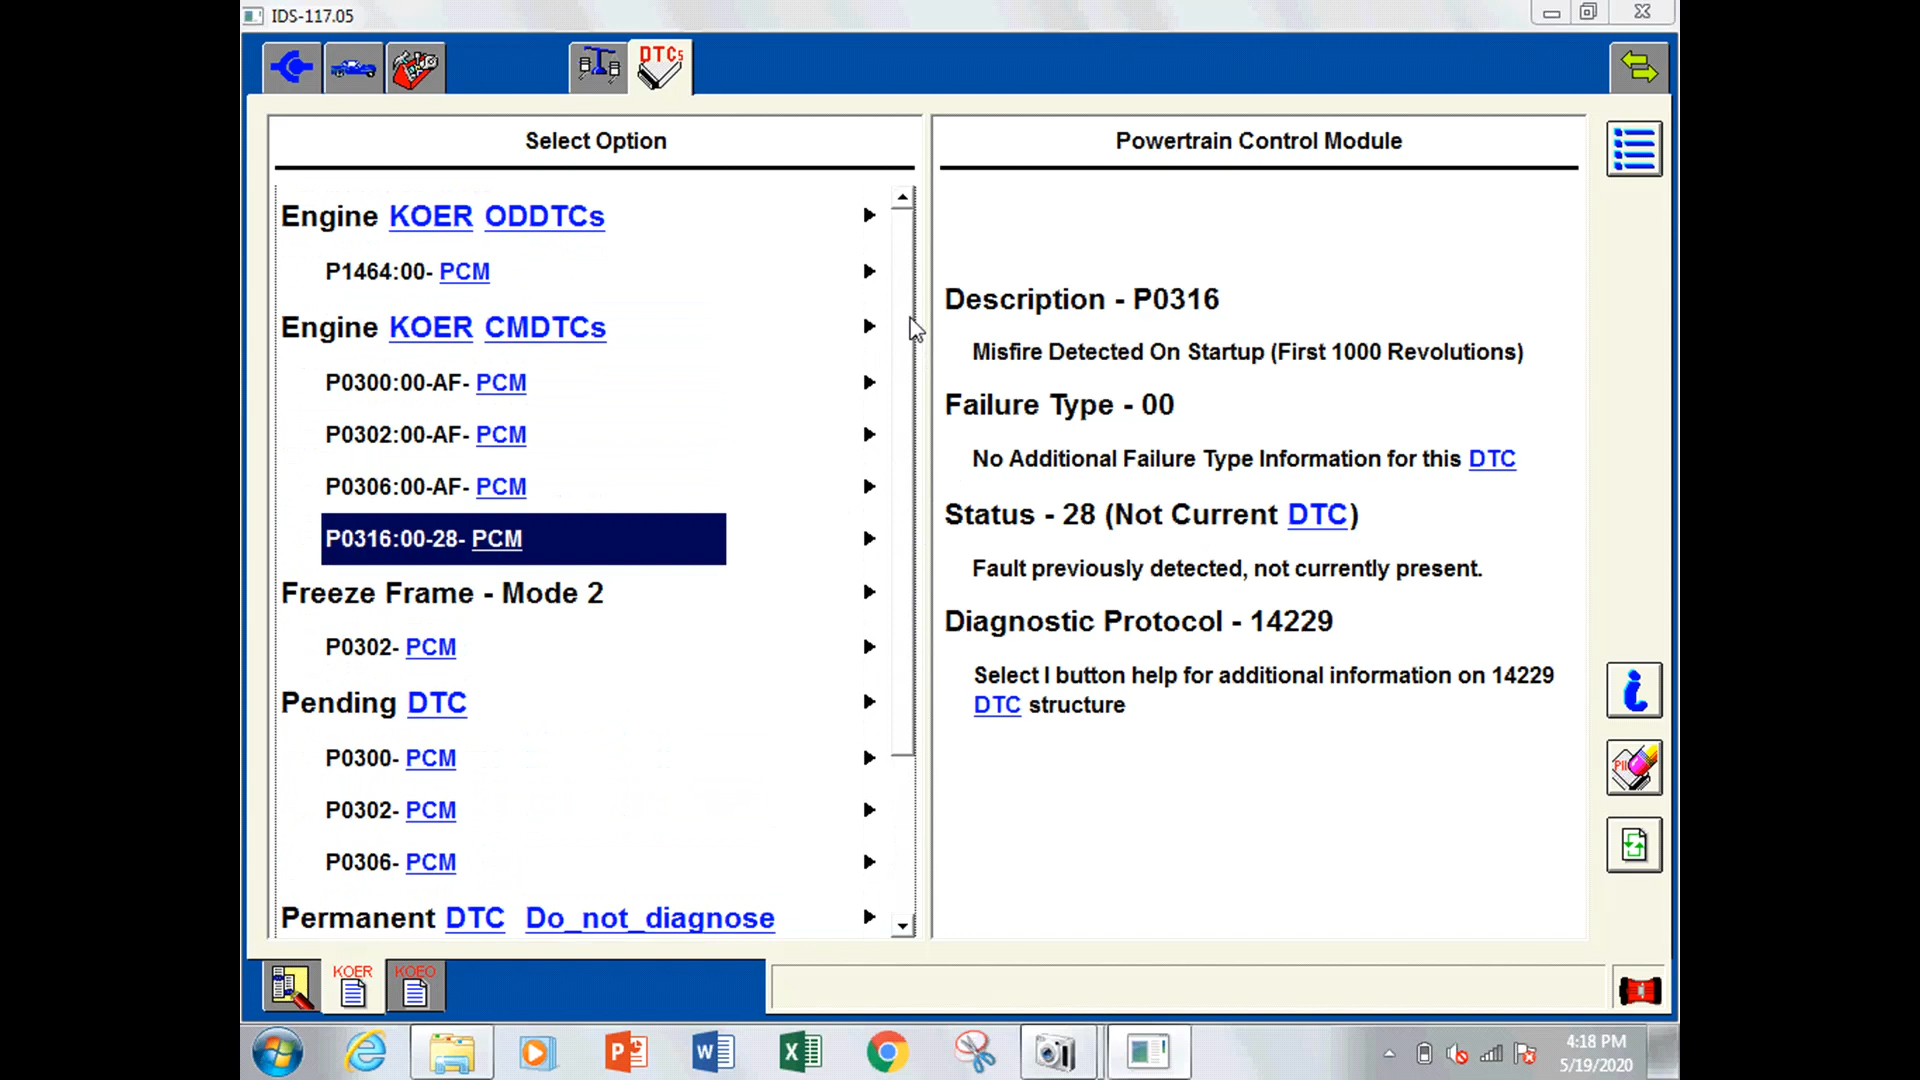 IDS-117.05
DTCs
Select Option
Engine KOER ODDTCs
P1464:00- PCM
Engine KOER CMDTCs
P0300:00-AF- PCM
P0302:00-AF- PCM
P0306:00-AF- PCM
P0316:00-28- PCM
Freeze Frame - Mode 2
P0302- PCM
Pending DTC
P0300- PCM
P0302- PCM
P0306- PCM
Permanent DTC Do_not_diagnose
Powertrain Control Module
Description - P0316
Misfire Detected On Startup (First 1000 Revolutions)
Failure Type - 00
No Additional Failure Type Information for this DTC
Status - 28 (Not Current DTC)
Fault previously detected, not currently present.
Diagnostic Protocol - 14229
Select I button help for additional information on 14229
DTC structure
KOER
KOEO
4:18 PM
5/19/2020